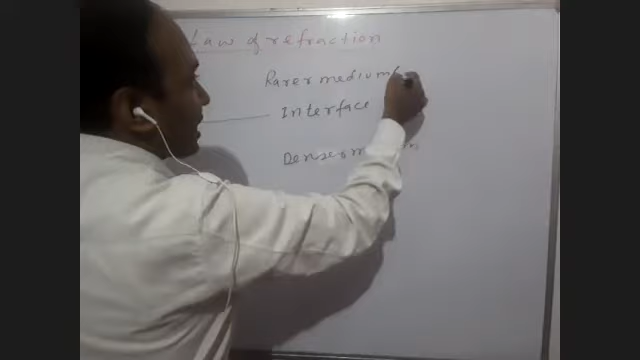 Law of refraction
Rarer medium(
Interface
Denser